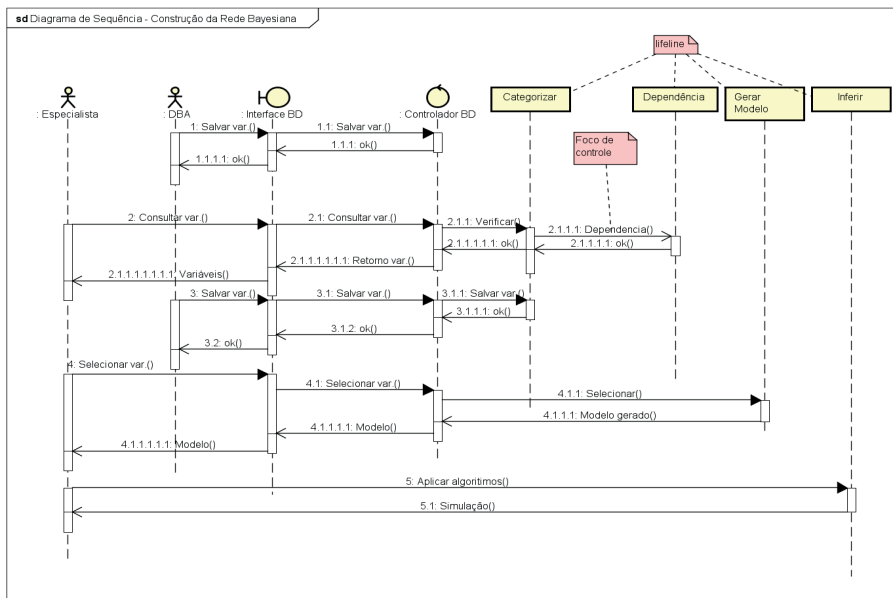 sd Diagrama de Sequência - Construção da Rede Bayesiana
lifeline
Categorizar
Dependência
Gerar
Modelo
Inferir
: Especialista
: DBA
: Interface BD
: Controlador BD
Foco de
controle
1: Salvar var.()
1.1: Salvar var.()
1.1.1: ok()
1.1.1.1: ok()
2: Consultar var.()
2.1: Consultar var.()
2.1.1: Verificar()
2.1.1.1: Dependencia()
2.1.1.1.1: ok()
2.1.1.1.1.1: ok()
2.1.1.1.1.1.1: Retorno var.()
2.1.1.1.1.1.1.1: Variáveis()
3: Salvar var.()
3.1: Salvar var.()
3.1.1: Salvar var.()
3.1.1.1: ok()
3.1.2: ok()
3.2: ok()
4: Selecionar var.()
4.1: Selecionar var.()
4.1.1: Selecionar()
4.1.1.1: Modelo gerado()
4.1.1.1.1: Modelo()
4.1.1.1.1.1: Modelo()
5: Aplicar algoritimos()
5.1: Simulação()